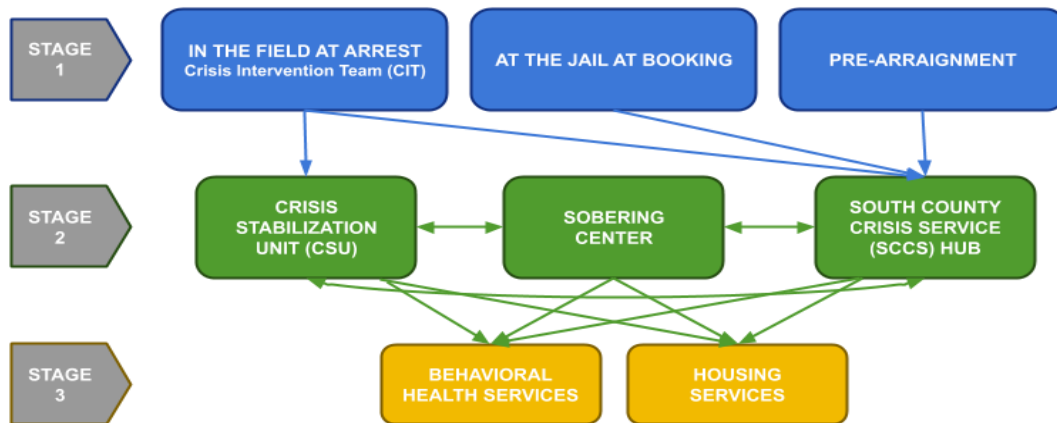 STAGE
1
IN THE FIELD AT ARREST
Crisis Intervention Team (CIT)
AT THE JAIL AT BOOKING
PRE-ARRAIGNMENT
STAGE
2
CRISIS
STABILIZATION
UNIT (CSU)
SOBERING
CENTER
SOUTH COUNTY
CRISIS SERVICE
(SCCS) HUB
STAGE
3
BEHAVIORAL
HEALTH SERVICES
HOUSING
SERVICES